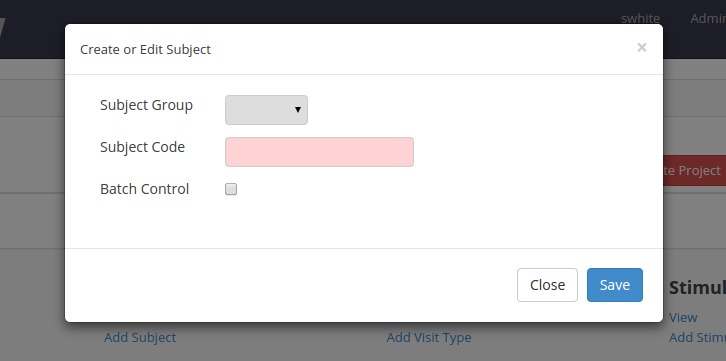 swhite Admin
Create or Edit Subject ×
Subject Group
Subject Code
te Project
Batch Control
Close Save
Stimul
View
Add Subject Add Visit Type Add Stim